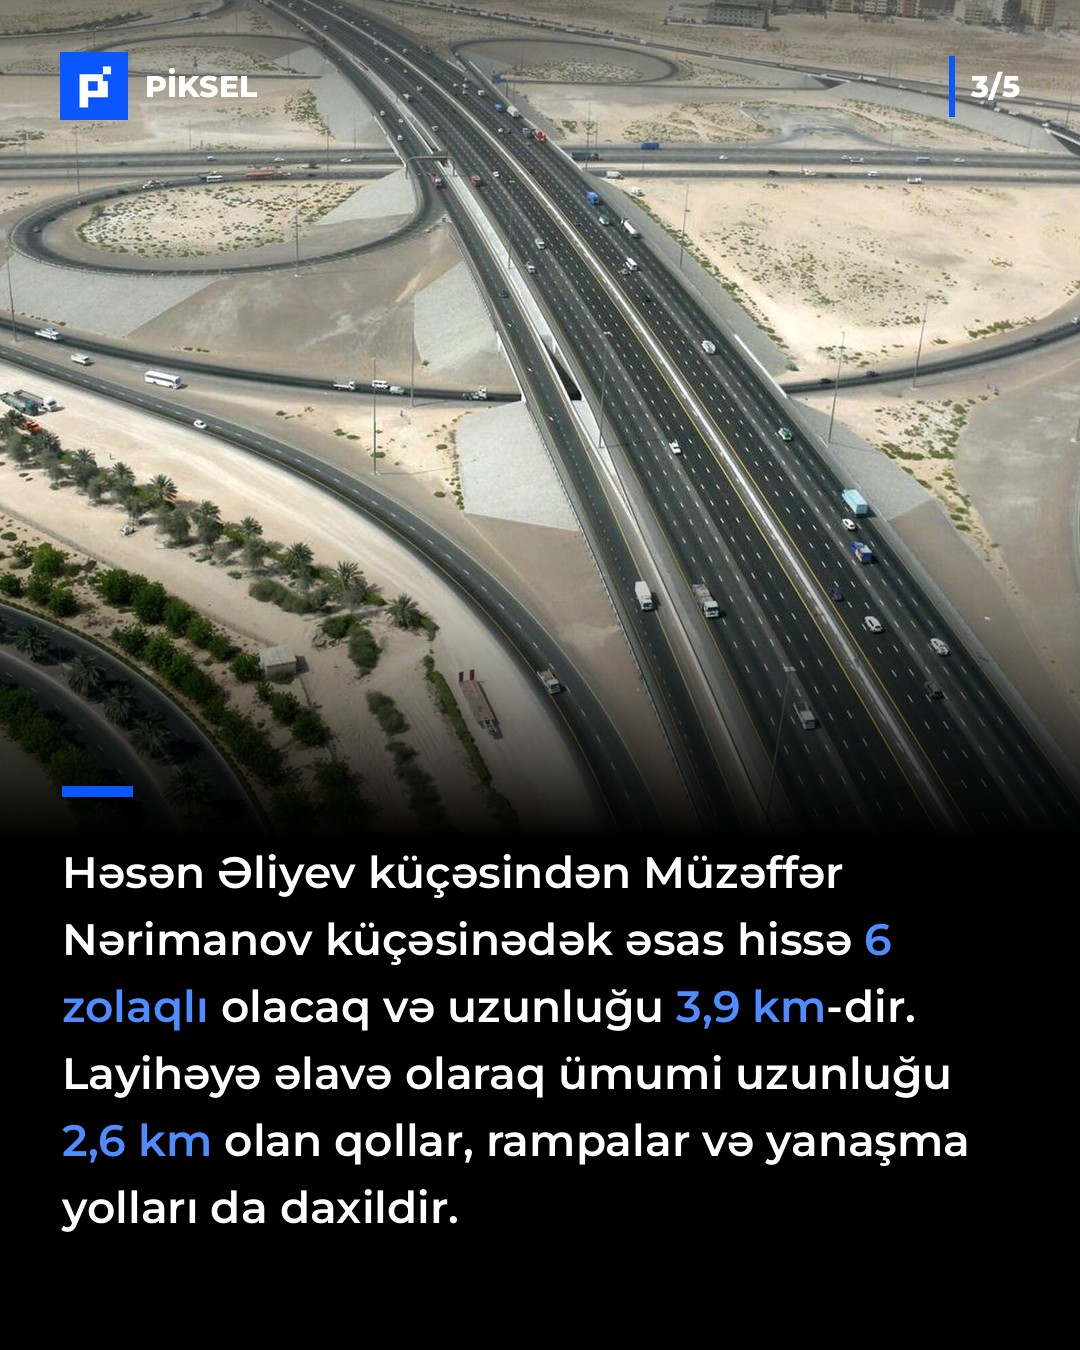 PİKSEL
3/5
Həsən Əliyev küçəsindən Müzəffər
Nərimanov küçəsinədək əsas hissə 6
zolaqlı olacaq və uzunluğu 3,9 km-dir.
Layihəyə əlavə olaraq ümumi uzunluğu
2,6 km olan qollar, rampalar və yanaşma
yolları da daxildir.